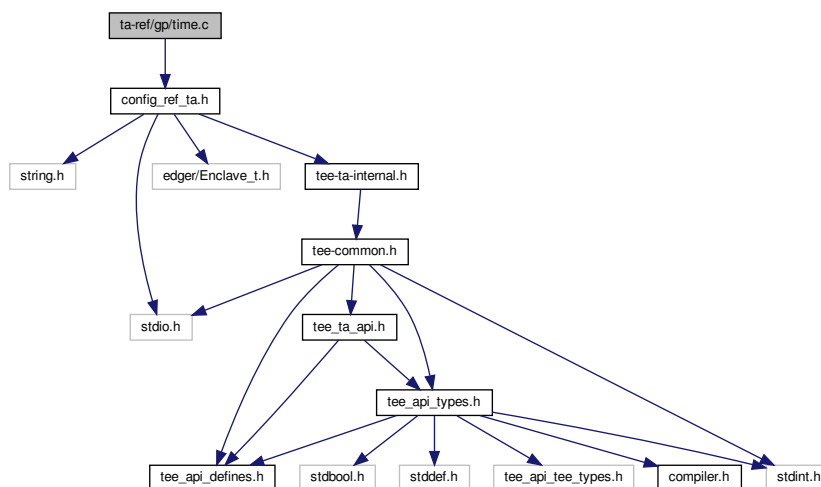 ta-ref/gp/time.c
config_ref_ta.h
string.h
edger/Enclave_t.h
tee-ta-internal.h
tee-common.h
stdio.h
tee_ta_api.h
tee_api_types.h
tee_api_defines.h
stdbool.h
stddef.h
tee_api_tee_types.h
compiler.h
stdint.h